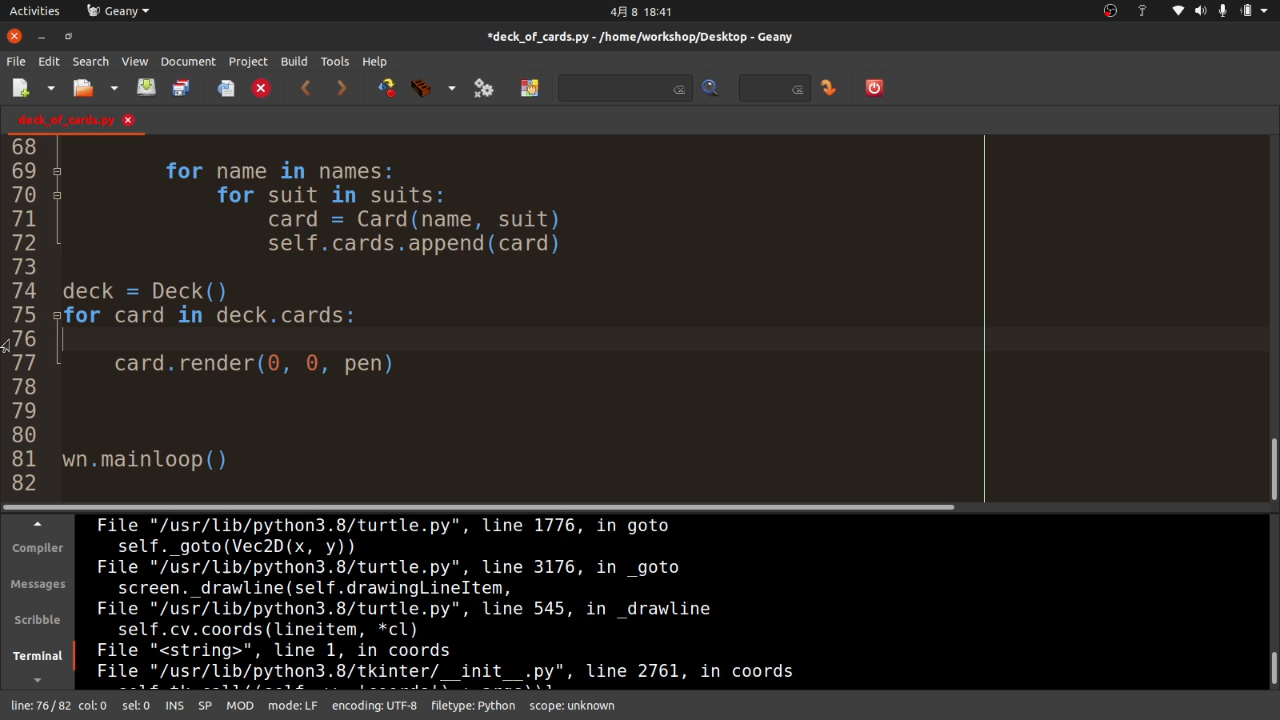 Activities Geany 4月 8 18:41
*deck_of_cards.py - /home/workshop/Desktop - Geany
File Edit Search View Document Project Build Tools Help
deck_of_cards.py
68
69 for name in names:
70 for suit in suits:
71 card = Card(name, suit)
72 self.cards.append(card)
73
74 deck = Deck()
75 for card in deck.cards:
76
77 card.render(0, 0, pen)
78
79
80
81 wn.mainloop()
82
Compiler
Messages
Scribble
Terminal
File "/usr/lib/python3.8/turtle.py", line 1776, in goto
self._goto(Vec2D(x, y))
File "/usr/lib/python3.8/turtle.py", line 3176, in _goto
screen._drawline(self.drawingLineItem,
File "/usr/lib/python3.8/turtle.py", line 545, in _drawline
self.cv.coords(lineitem, *cl)
File "<string>", line 1, in coords
File "/usr/lib/python3.8/tkinter/__init__.py", line 2761, in coords
line: 76 / 82 col: 0 sel: 0 INS SP MOD mode: LF encoding: UTF-8 filetype: Python scope: unknown